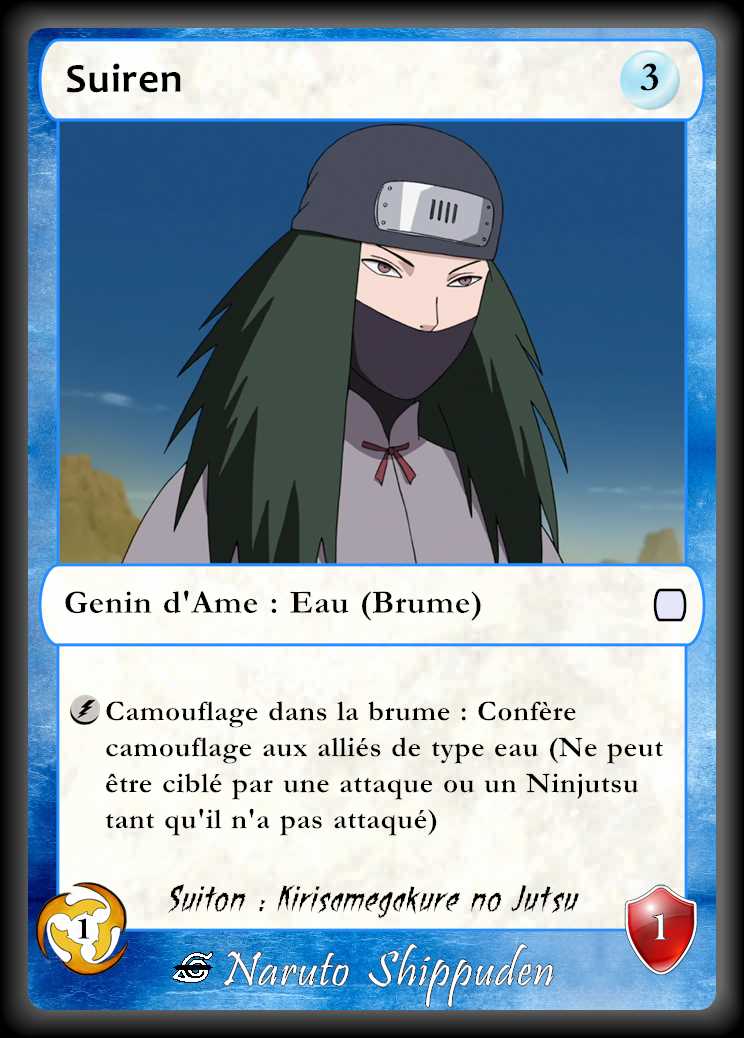 Suiren
3
Genin d'Ame : Eau (Brume)
Camouflage dans la brume : Confère
camouflage aux alliés de type eau (Ne peut
être ciblé par une attaque ou un Ninjutsu
tant qu'il n'a pas attaqué)
Suiton : Kirisamegakure no Jutsu
1
1
Naruto Shippuden